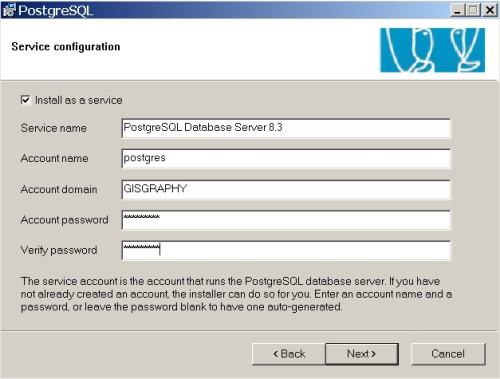 PostgreSQL
Service configuration
Install as a service
Service name
PostgreSQL Database Server 8.3
Account name
postgres
Account domain
GISGRAPHY
Account password
*********
Verify password
*********
The service account is the account that runs the PostgreSQL database server. If you have
not already created an account, the installer can do so for you. Enter an account name and a
password, or leave the password blank to have one auto-generated.
< Back
Next >
Cancel